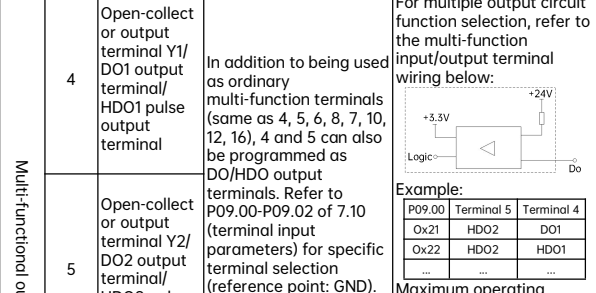 Multi-functional ou
4
Open-collect
or output
terminal Y1/
DO1 output
terminal/
HDO1 pulse
output
terminal
5
Open-collect
or output
terminal Y2/
DO2 output
terminal/
In addition to being used
as ordinary
multi-function terminals
(same as 4, 5, 6, 8, 7, 10,
12, 16), 4 and 5 can also
be programmed as
DO/HDO output
terminals. Refer to
P09.00-P09.02 of 7.10
(terminal input
parameters) for specific
terminal selection
(reference point: GND).
For multiple output circuit
function selection, refer to
the multi-function
input/output terminal
wiring below:
+24V
+3.3V
Logic
Do
Example:
P09.00 Terminal 5 Terminal 4
0x21 HDO2 DO1
0x22 HDO2 HDO1
... ... ...
Maximum operating